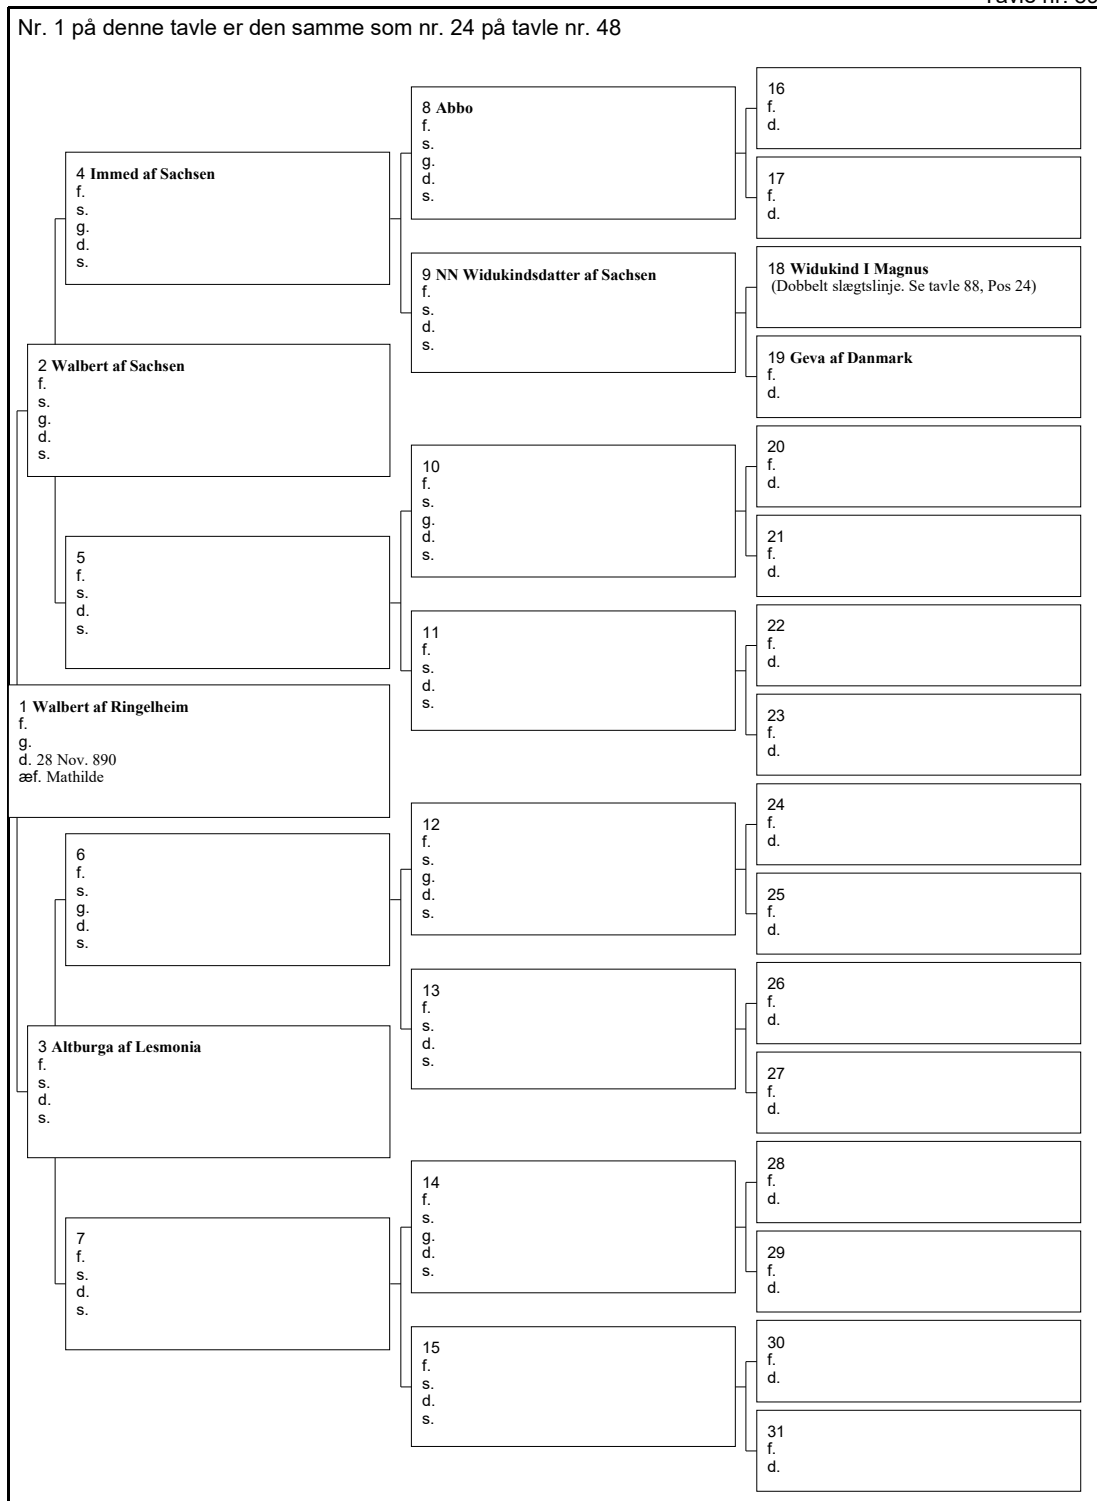 Nr. 1 på denne tavle er den samme som nr. 24 på tavle nr. 48
8 Abbo
f.
s.
g.
d.
s.
16
f.
d.
17
f.
d.
4 Immed af Sachsen
f.
s.
g.
d.
s.
9 NN Widukindsdatter af Sachsen
f.
s.
d.
s.
18 Widukind I Magnus
(Dobbelt slægtslinje. Se tavle 88, Pos 24)
19 Geva af Danmark
f.
d.
2 Walbert af Sachsen
f.
s.
g.
d.
s.
10
f.
s.
g.
d.
s.
20
f.
d.
21
f.
d.
5
f.
s.
d.
s.
11
f.
s.
d.
s.
22
f.
d.
23
f.
d.
1 Walbert af Ringelheim
f.
g.
d. 28 Nov. 890
æf. Mathilde
12
f.
s.
g.
d.
s.
24
f.
d.
25
f.
d.
6
f.
s.
g.
d.
s.
13
f.
s.
d.
s.
26
f.
d.
27
f.
d.
3 Altburga af Lesmonia
f.
s.
d.
s.
14
f.
s.
g.
d.
s.
28
f.
d.
29
f.
d.
7
f.
s.
d.
s.
15
f.
s.
d.
s.
30
f.
d.
31
f.
d.